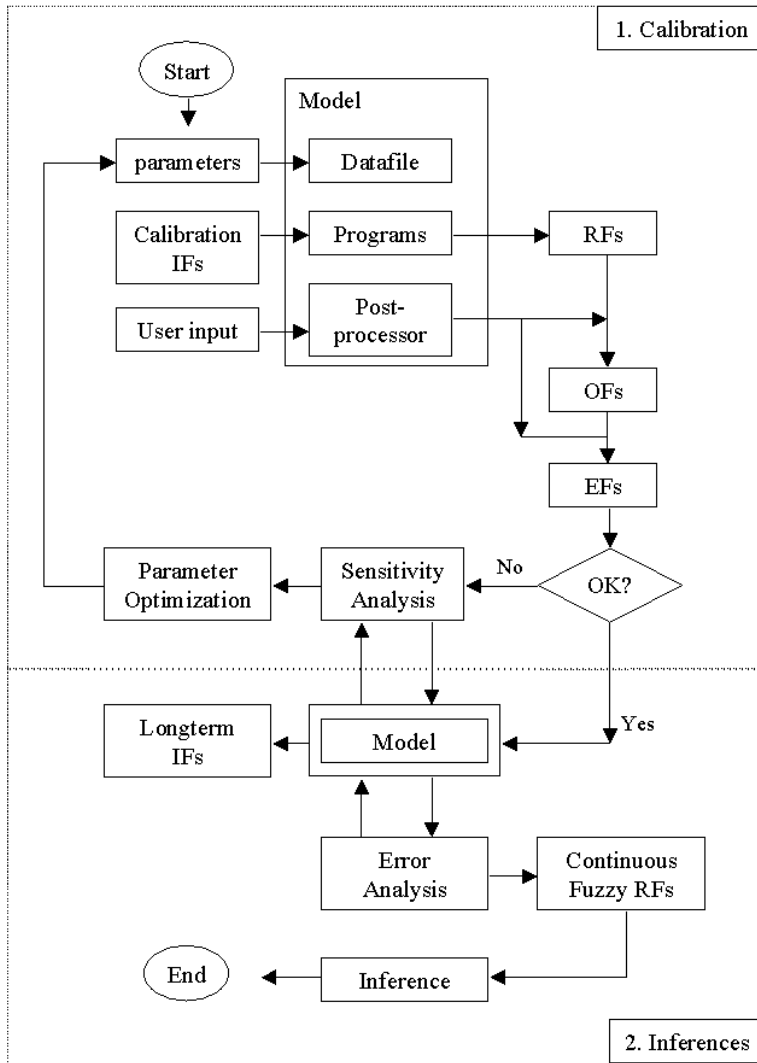 1. Calibration
Start
Model
parameters
Datafile
Calibration
IFs
Programs
RFs
User input
Post-
processor
OFs
EFs
Parameter
Optimization
Sensitivity
Analysis
No
OK?
Longterm
IFs
Model
Yes
Error
Analysis
Continuous
Fuzzy RFs
End
Inference
2. Inferences